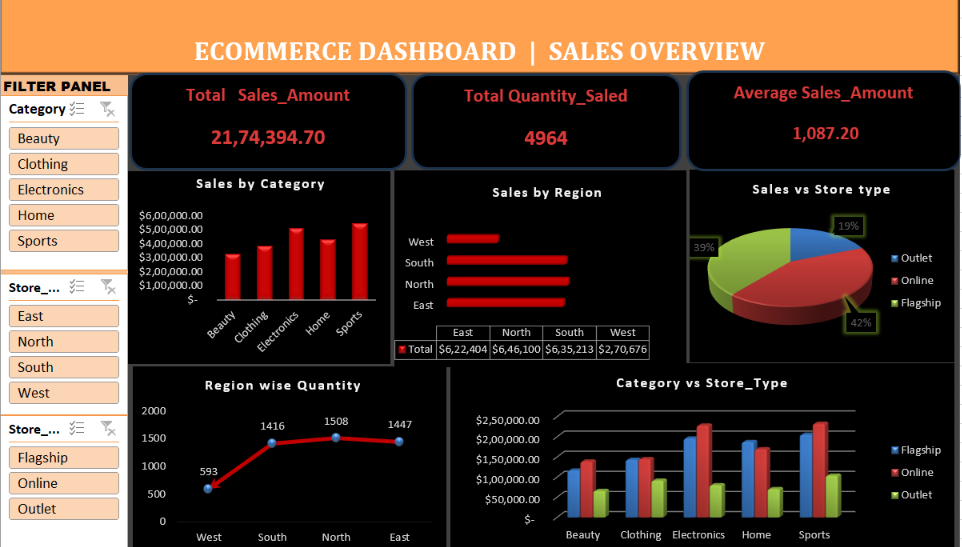 ECOMMERCE DASHBOARD | SALES OVERVIEW
FILTER PANEL
Category
Beauty
Clothing
Electronics
Home
Sports
Store_...
East
North
South
West
Store_...
Flagship
Online
Outlet
Total Sales_Amount
21,74,394.70
Total Quantity_Saled
4964
Average Sales_Amount
1,087.20
Sales by Category
$6,00,000.00
$5,00,000.00
$4,00,000.00
$3,00,000.00
$2,00,000.00
$1,00,000.00
$-
Beauty
Clothing
Electronics
Home
Sports
Sales by Region
West
South
North
East
East North South West
Total $6,22,404 $6,46,100 $6,35,213 $2,70,676
Sales vs Store type
19%
39%
42%
Outlet
Online
Flagship
Region wise Quantity
2000
1500
1000
500
0
593
1416
1508
1447
West South North East
Category vs Store_Type
$2,50,000.00
$2,00,000.00
$1,50,000.00
$1,00,000.00
$50,000.00
$-
Beauty Clothing Electronics Home Sports
Flagship
Online
Outlet